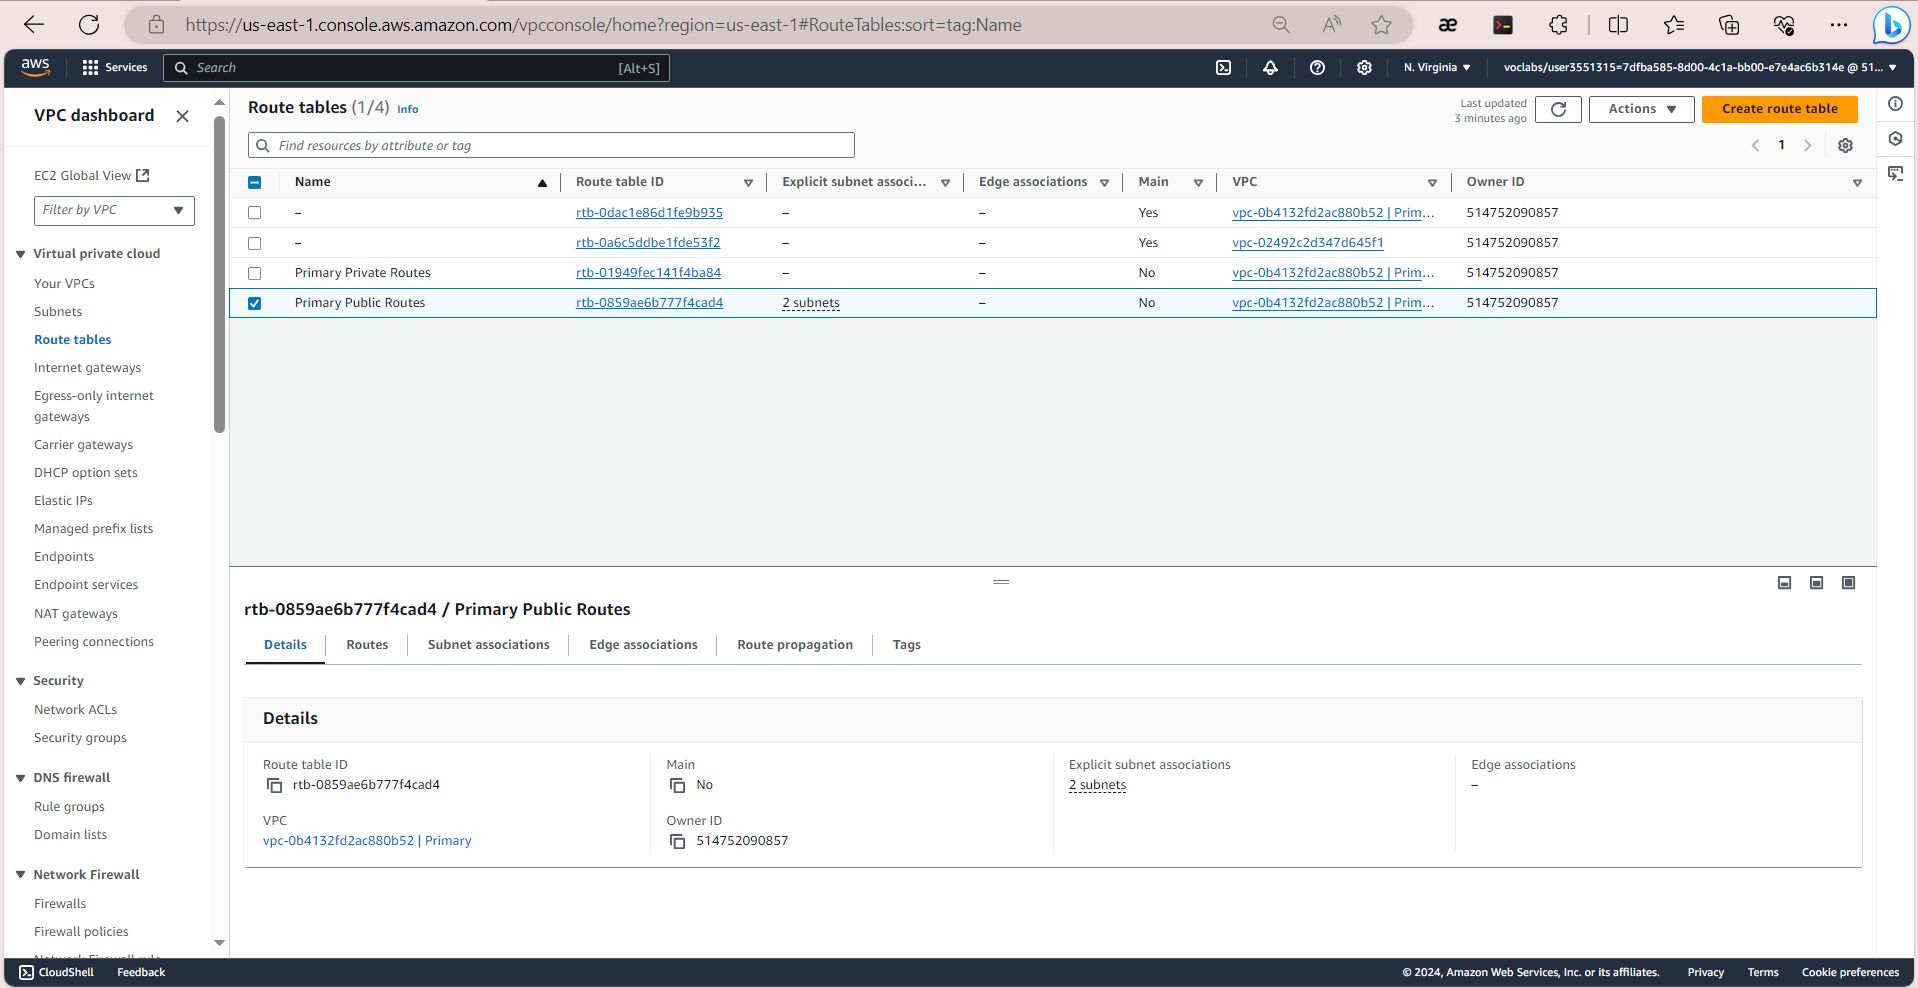 https://us-east-1.console.aws.amazon.com/vpcconsole/home?region=us-east-1#RouteTables:sort=tag:Name
aws Services Search [Alt+S] N. Virginia voclabs/user3551315=7dfba585-8d00-4c1a-bb00-e7e4ac6b314e @ 51...
VPC dashboard
EC2 Global View
Filter by VPC
Virtual private cloud
Your VPCs
Subnets
Route tables
Internet gateways
Egress-only internet
gateways
Carrier gateways
DHCP option sets
Elastic IPs
Managed prefix lists
Endpoints
Endpoint services
NAT gateways
Peering connections
Security
Network ACLs
Security groups
DNS firewall
Rule groups
Domain lists
Network Firewall
Firewalls
Firewall policies
Route tables (1/4) Info
Last updated
3 minutes ago
Actions
Create route table
Find resources by attribute or tag
1
Name Route table ID Explicit subnet associ... Edge associations Main VPC Owner ID
– rtb-0dac1e86d1fe9b935 – – Yes vpc-0b4132fd2ac880b52 | Prim... 514752090857
– rtb-0a6c5ddbe1fde53f2 – – Yes vpc-02492c2d347d645f1 514752090857
Primary Private Routes rtb-01949fec141f4ba84 – – No vpc-0b4132fd2ac880b52 | Prim... 514752090857
Primary Public Routes rtb-0859ae6b777f4cad4 2 subnets – No vpc-0b4132fd2ac880b52 | Prim... 514752090857
rtb-0859ae6b777f4cad4 / Primary Public Routes
Details Routes Subnet associations Edge associations Route propagation Tags
Details
Route table ID Main Explicit subnet associations Edge associations
rtb-0859ae6b777f4cad4 No 2 subnets –
VPC Owner ID
vpc-0b4132fd2ac880b52 | Primary 514752090857
CloudShell Feedback © 2024, Amazon Web Services, Inc. or its affiliates. Privacy Terms Cookie preferences